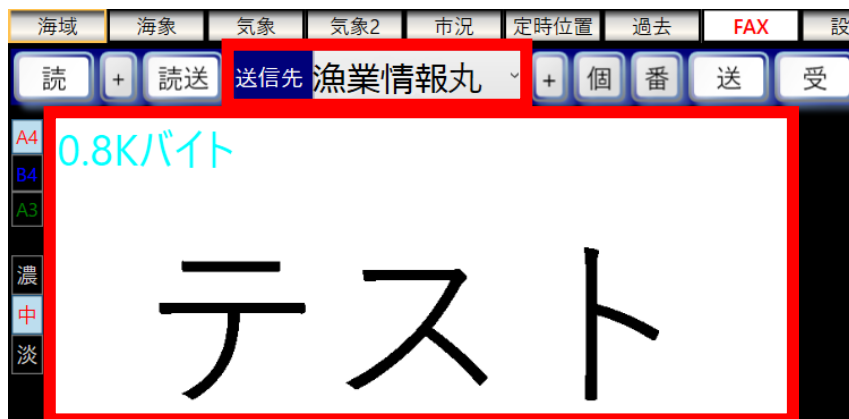 海域 海象 気象 気象2 市況 定時位置 過去 FAX 設
読 + 読送 送信先 漁業情報丸 + 個 番 送 受
A4
0.8Kバイト
B4
A3
テスト
濃
中
淡